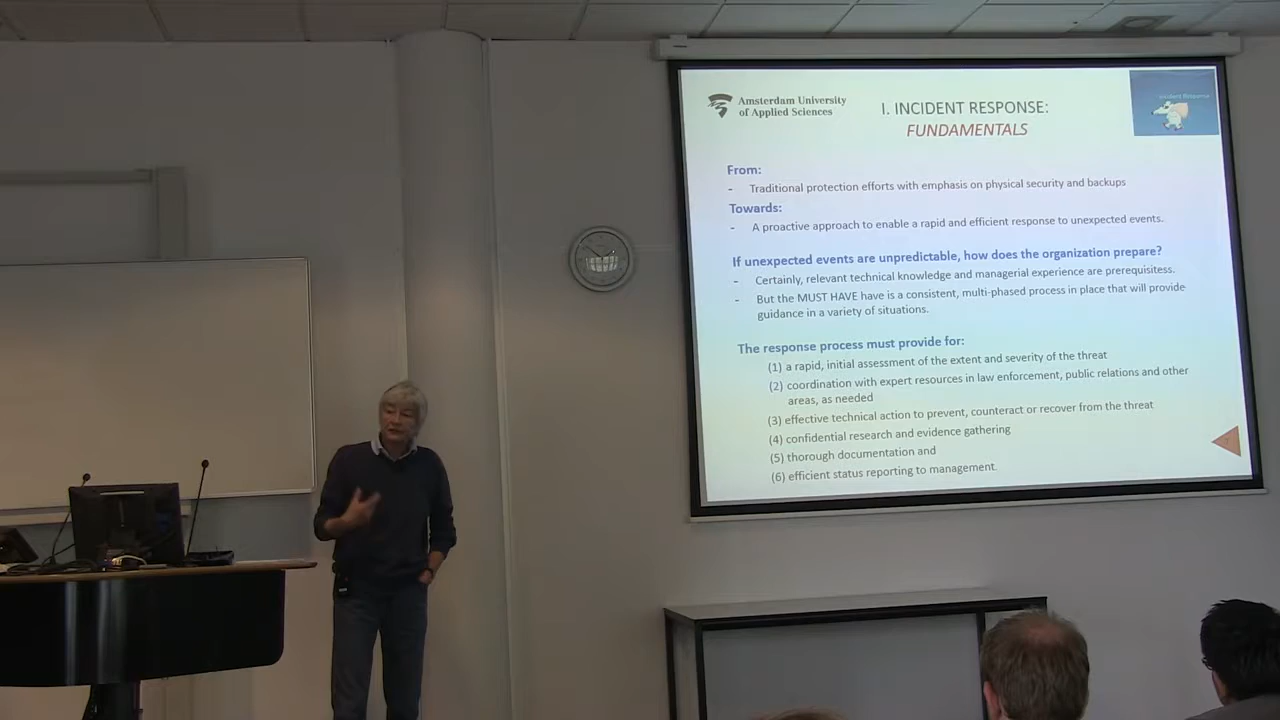 Amsterdam University
of Applied Sciences
I. INCIDENT RESPONSE:
FUNDAMENTALS
Incident Response
From:
- Traditional protection efforts with emphasis on physical security and backups
Towards:
- A proactive approach to enable a rapid and efficient response to unexpected events.
If unexpected events are unpredictable, how does the organization prepare?
- Certainly, relevant technical knowledge and managerial experience are prerequisitess.
- But the MUST HAVE have is a consistent, multi-phased process in place that will provide
guidance in a variety of situations.
The response process must provide for:
(1) a rapid, initial assessment of the extent and severity of the threat
(2) coordination with expert resources in law enforcement, public relations and other
areas, as needed
(3) effective technical action to prevent, counteract or recover from the threat
(4) confidential research and evidence gathering
(5) thorough documentation and
(6) efficient status reporting to management.